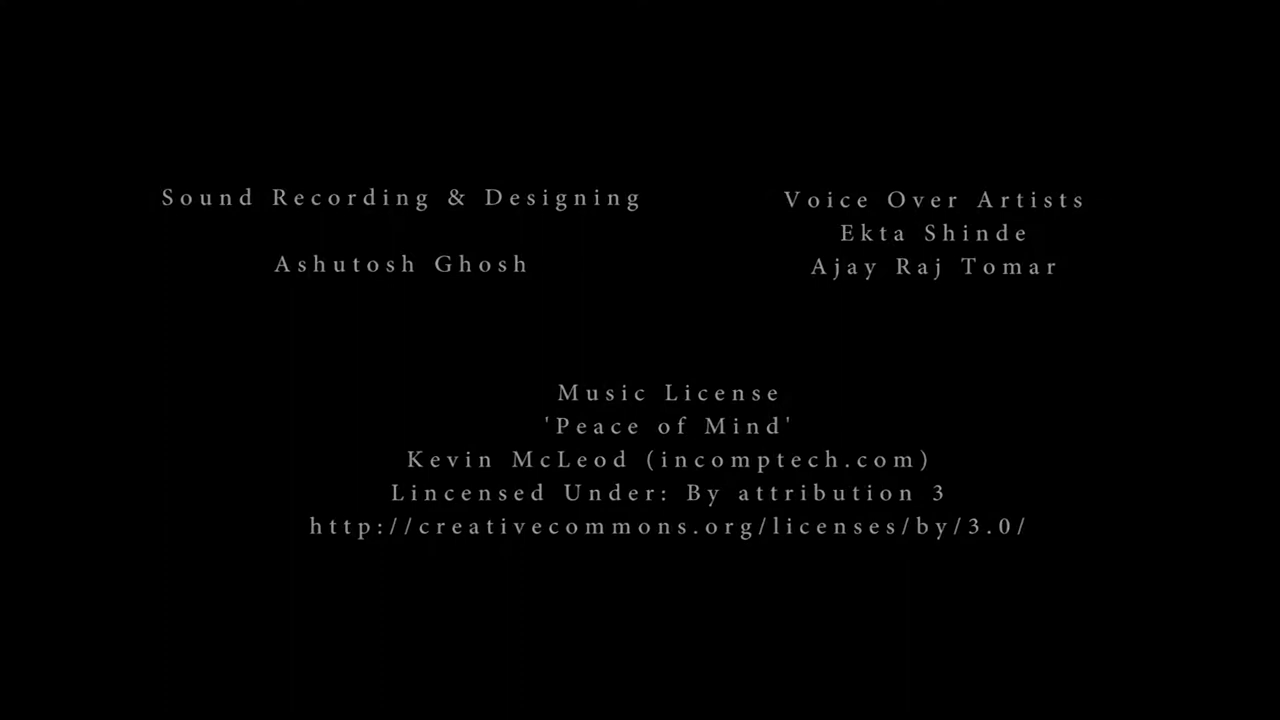 Sound Recording & Designing
Ashutosh Ghosh
Voice Over Artists
Ekta Shinde
Ajay Raj Tomar
Music License
'Peace of Mind'
Kevin McLeod (incomptech.com)
Lincensed Under: By attribution 3
http://creativecommons.org/licenses/by/3.0/